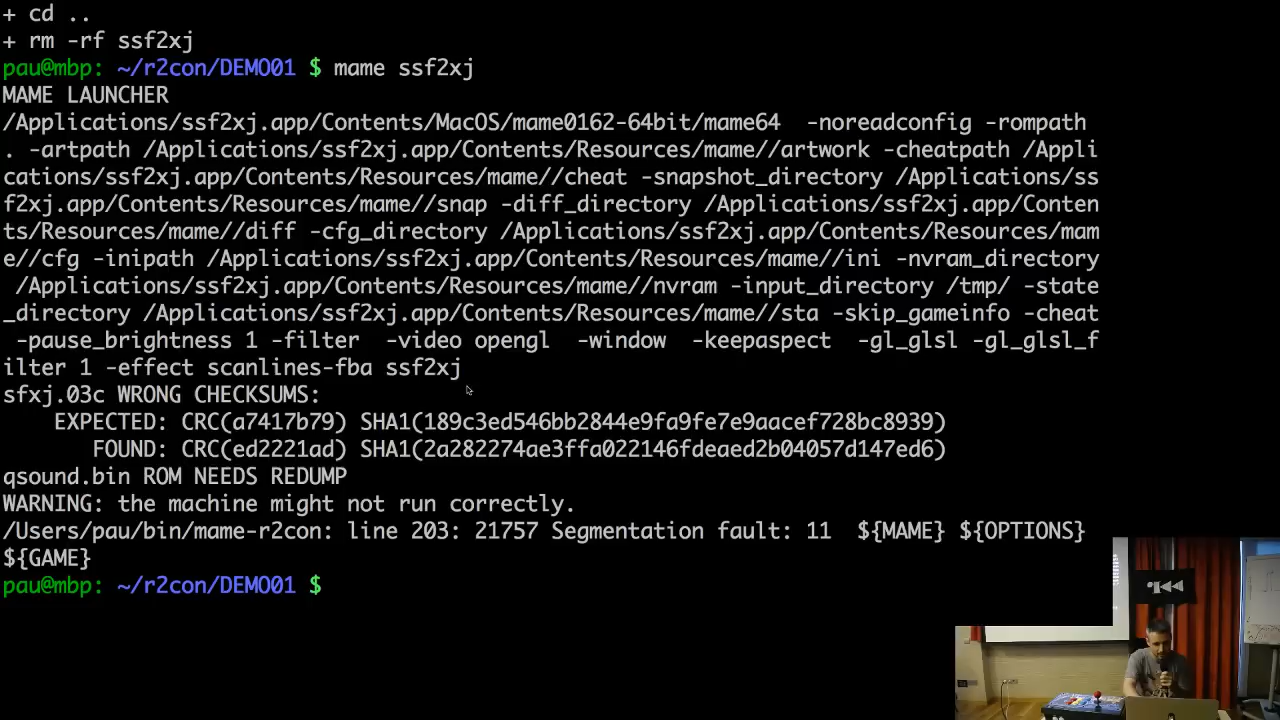 + cd ..
+ rm -rf ssf2xj
pau@mbp: ~/r2con/DEMO01 $ mame ssf2xj
MAME LAUNCHER
/Applications/ssf2xj.app/Contents/MacOS/mame0162-64bit/mame64  -noreadconfig -rompath
. -artpath /Applications/ssf2xj.app/Contents/Resources/mame//artwork -cheatpath /Appli
cations/ssf2xj.app/Contents/Resources/mame//cheat -snapshot_directory /Applications/ss
f2xj.app/Contents/Resources/mame//snap -diff_directory /Applications/ssf2xj.app/Conten
ts/Resources/mame//diff -cfg_directory /Applications/ssf2xj.app/Contents/Resources/mam
e//cfg -inipath /Applications/ssf2xj.app/Contents/Resources/mame//ini -nvram_directory
 /Applications/ssf2xj.app/Contents/Resources/mame//nvram -input_directory /tmp/ -state
_directory /Applications/ssf2xj.app/Contents/Resources/mame//sta -skip_gameinfo -cheat
 -pause_brightness 1 -filter  -video opengl  -window  -keepaspect  -gl_glsl -gl_glsl_f
ilter 1 -effect scanlines-fba ssf2xj
sfxj.03c WRONG CHECKSUMS:
    EXPECTED: CRC(a7417b79) SHA1(189c3ed546bb2844e9fa9fe7e9aacef728bc8939)
       FOUND: CRC(ed2221ad) SHA1(2a282274ae3ffa022146fdeaed2b04057d147ed6)
qsound.bin ROM NEEDS REDUMP
WARNING: the machine might not run correctly.
/Users/pau/bin/mame-r2con: line 203: 21757 Segmentation fault: 11  ${MAME} ${OPTIONS}
${GAME}
pau@mbp: ~/r2con/DEMO01 $